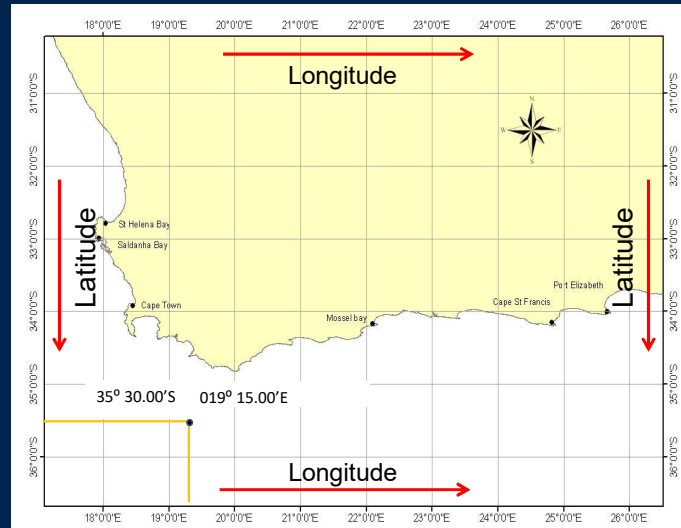 18°0'0"E 19°0'0"E 20°0'0"E 21°0'0"E 22°0'0"E 23°0'0"E 24°0'0"E 25°0'0"E 26°0'0"E
Longitude
N
W E
S
31°0'0"S 31°0'0"S
32°0'0"S 32°0'0"S
33°0'0"S 33°0'0"S
34°0'0"S 34°0'0"S
35°0'0"S 35°0'0"S
36°0'0"S 36°0'0"S
Latitude
Latitude
St Helena Bay
Saldanha Bay
Cape Town
Mossel bay
Cape St Francis
Port Elizabeth
35° 30.00'S 019° 15.00'E
Longitude
18°0'0"E 19°0'0"E 20°0'0"E 21°0'0"E 22°0'0"E 23°0'0"E 24°0'0"E 25°0'0"E 26°0'0"E